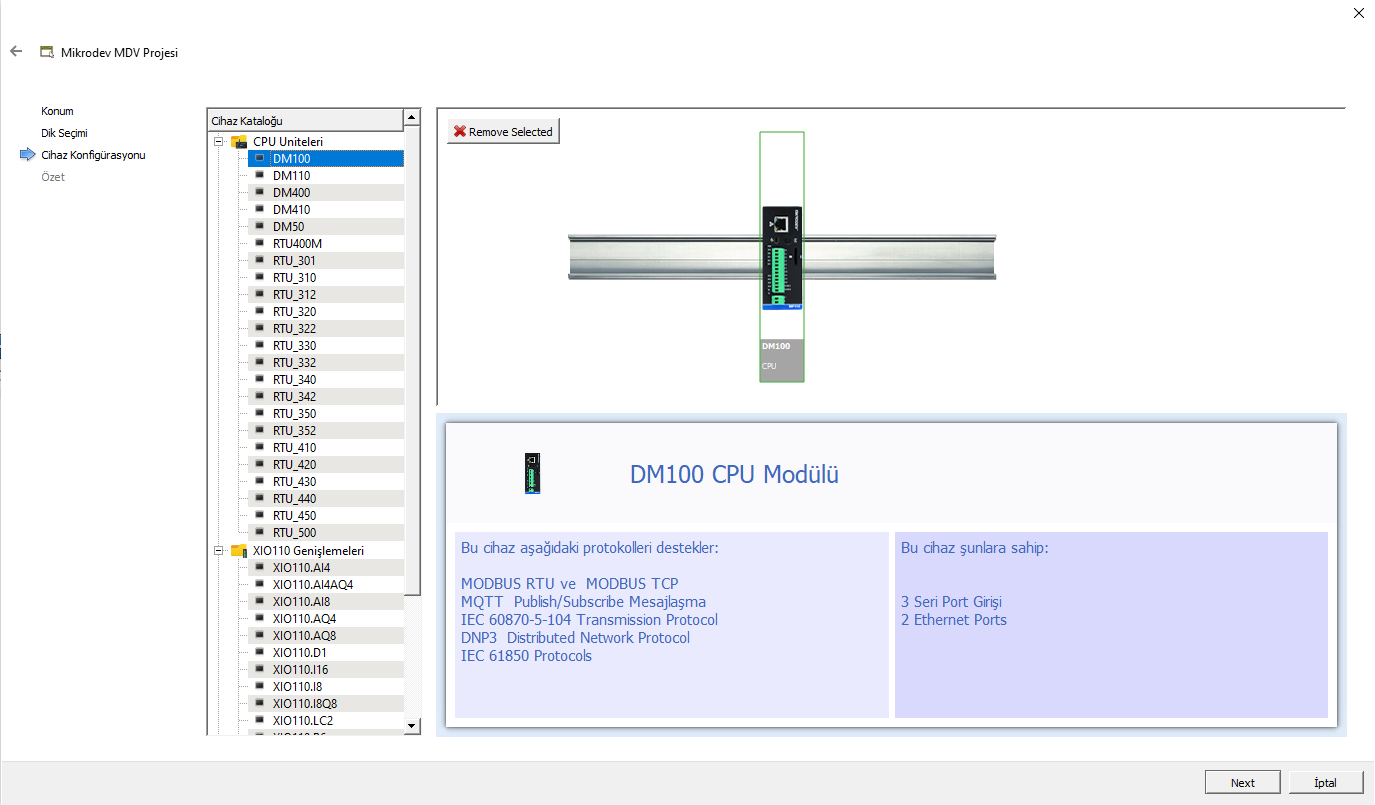 Mikrodev MDV Projesi
Konum
Dik Seçimi
Cihaz Konfigürasyonu
Özet
Cihaz Kataloğu
CPU Uniteleri
DM100
DM110
DM400
DM410
DM50
RTU400M
RTU_301
RTU_310
RTU_312
RTU_320
RTU_322
RTU_330
RTU_332
RTU_340
RTU_342
RTU_350
RTU_352
RTU_410
RTU_420
RTU_430
RTU_440
RTU_450
RTU_500
XIO110 Genişlemeleri
XIO110.AI4
XIO110.AI4AQ4
XIO110.AI8
XIO110.AQ4
XIO110.AQ8
XIO110.D1
XIO110.I16
XIO110.I8
XIO110.I8Q8
XIO110.LC2
Remove Selected
DM100
CPU
DM100 CPU Modülü
Bu cihaz aşağıdaki protokolleri destekler:
MODBUS RTU ve  MODBUS TCP
MQTT  Publish/Subscribe Mesajlaşma
IEC 60870-5-104 Transmission Protocol
DNP3  Distributed Network Protocol
IEC 61850 Protocols
Bu cihaz şunlara sahip:
3 Seri Port Girişi
2 Ethernet Ports
Next
İptal